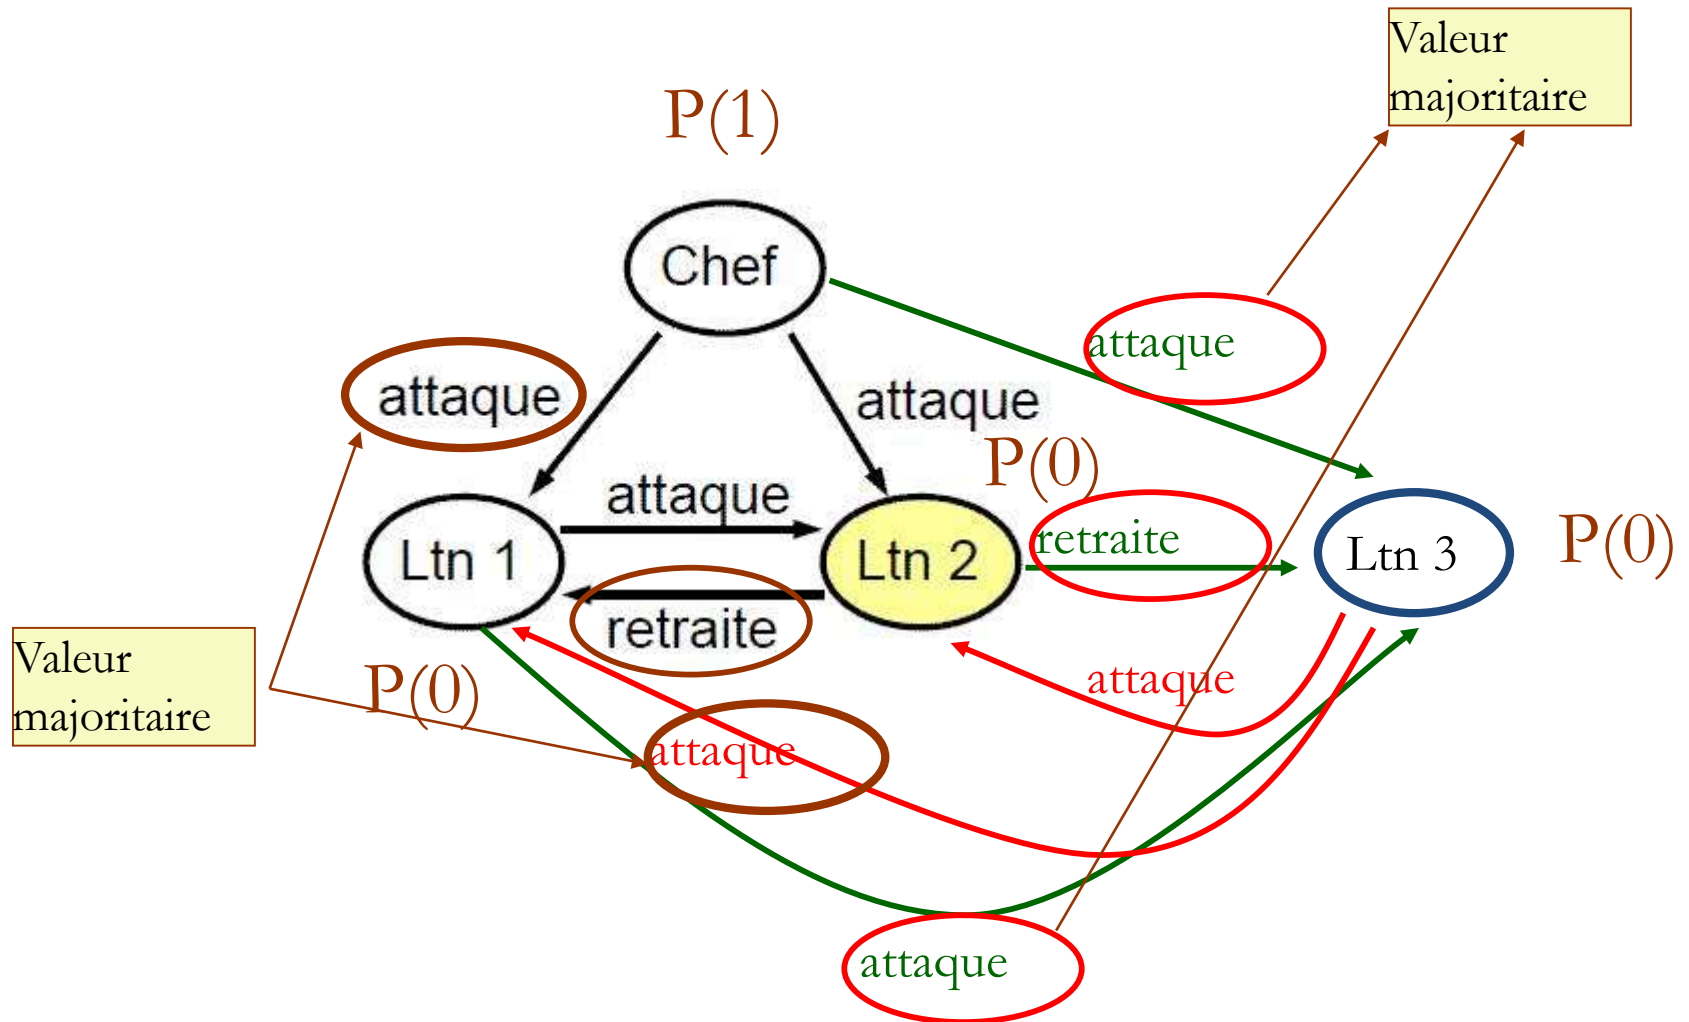 Valeur
majoritaire
P(1)
Chef
attaque
attaque
attaque
P(0)
attaque
retraite
Ltn 1
Ltn 2
Ltn 3
P(0)
retraite
Valeur
majoritaire
P(0)
attaque
attaque
attaque